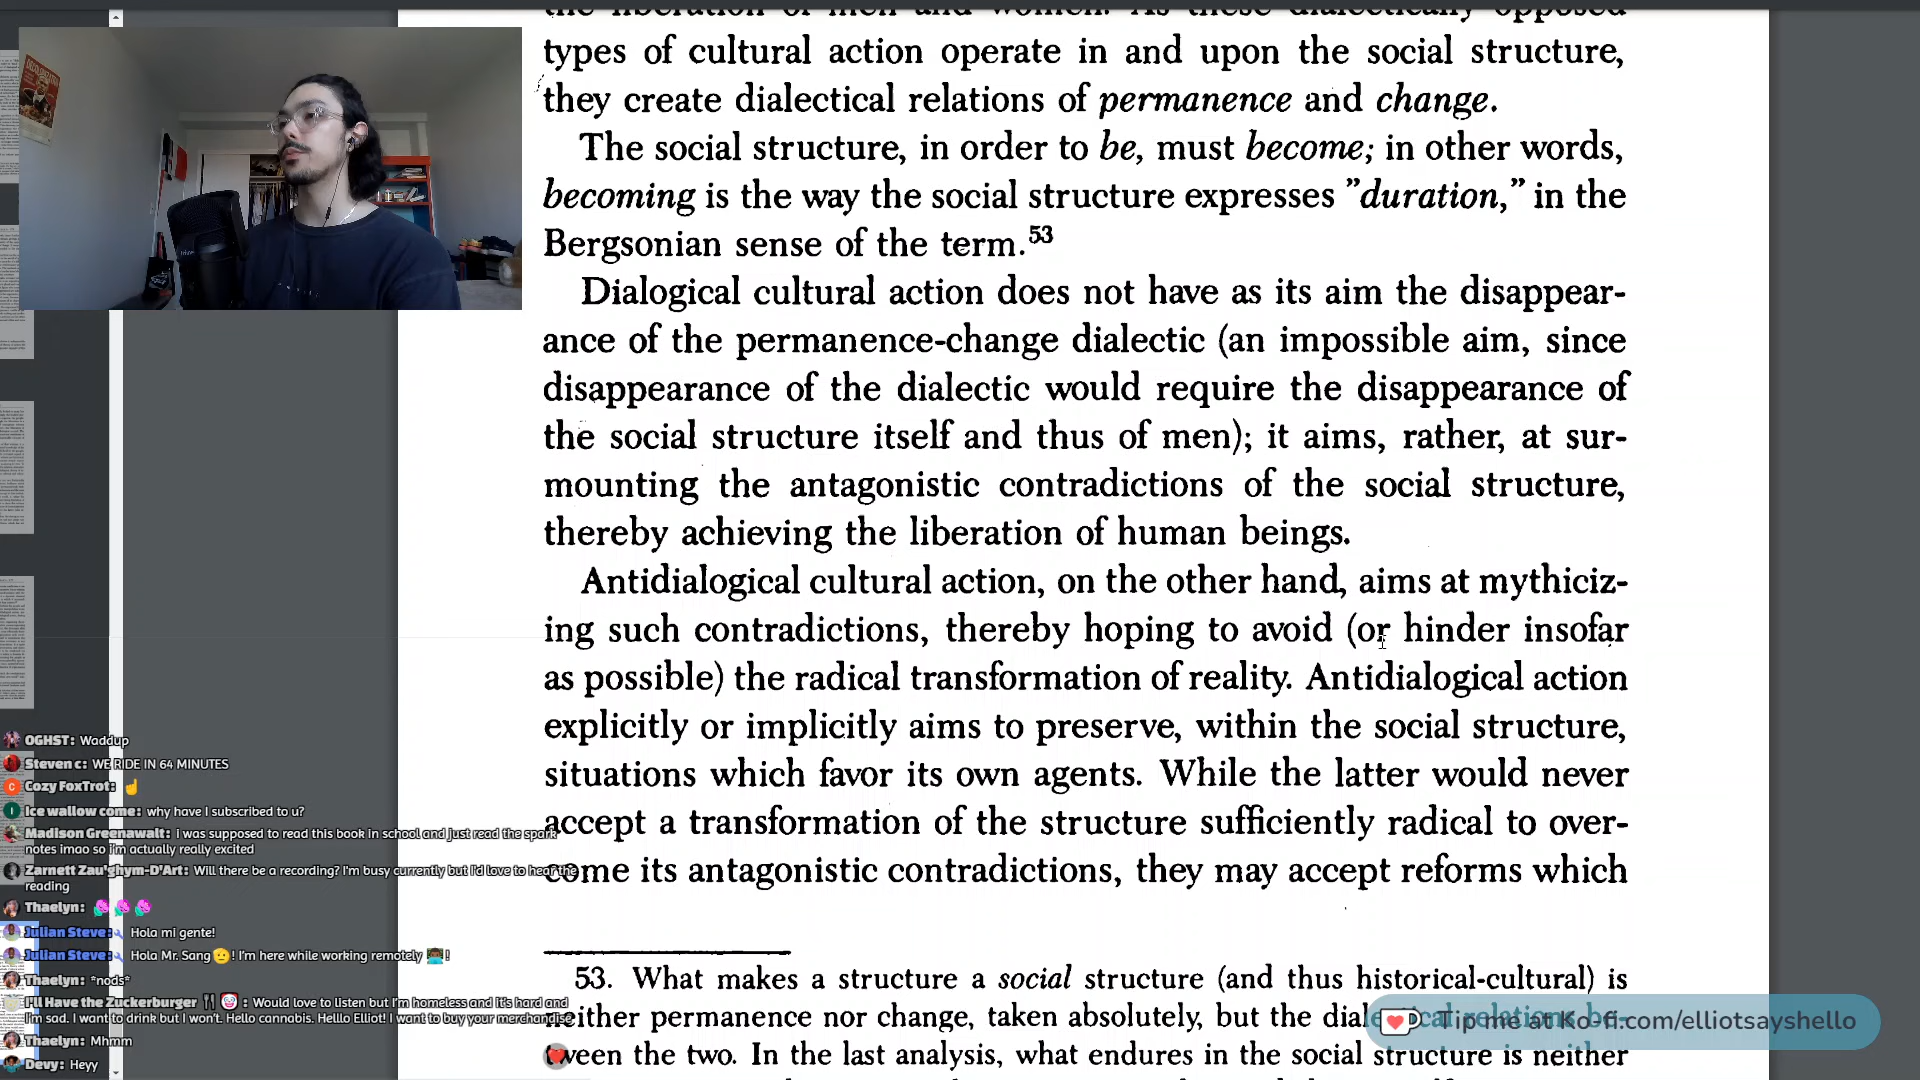 the liberation of men and women. As these dialectically opposed
types of cultural action operate in and upon the social structure,
they create dialectical relations of permanence and change.
The social structure, in order to be, must become; in other words,
becoming is the way the social structure expresses ”duration,” in the
Bergsonian sense of the term.53
Dialogical cultural action does not have as its aim the disappear-
ance of the permanence-change dialectic (an impossible aim, since
disappearance of the dialectic would require the disappearance of
the social structure itself and thus of men); it aims, rather, at sur-
mounting the antagonistic contradictions of the social structure,
thereby achieving the liberation of human beings.
Antidialogical cultural action, on the other hand, aims at mythiciz-
ing such contradictions, thereby hoping to avoid (or hinder insofar
as possible) the radical transformation of reality. Antidialogical action
explicitly or implicitly aims to preserve, within the social structure,
situations which favor its own agents. While the latter would never
accept a transformation of the structure sufficiently radical to over-
come its antagonistic contradictions, they may accept reforms which
53. What makes a structure a social structure (and thus historical-cultural) is
neither permanence nor change, taken absolutely, but the dialectical relations be-
tween the two. In the last analysis, what endures in the social structure is neither
OGHST: Waddup
Steven c: WE RIDE IN 64 MINUTES
Cozy FoxTrot: ☝
Ice wallow come: why have I subscribed to u?
Madison Greenawalt: i was supposed to read this book in school and just read the spark
notes lmao so i'm actually really excited
Zarnett Zau'ghym-D'Art: Will there be a recording? I'm busy currently but I'd love to hear the
reading
Thaelyn:
Julian Steve: Hola mi gente!
Julian Steve: Hola Mr. Sang! I'm here while working remotely !
Thaelyn: *nods*
I'll Have the Zuckerburger 🍴🤡: Would love to listen but I'm homeless and it's hard and
I'm sad. I want to drink but I won't. Hello cannabis. Helllo Elliot! I want to buy your merchandise
Thaelyn: Mhmm
Devy: Heyy
Tip me at Ko-fi.com/elliotsayshello